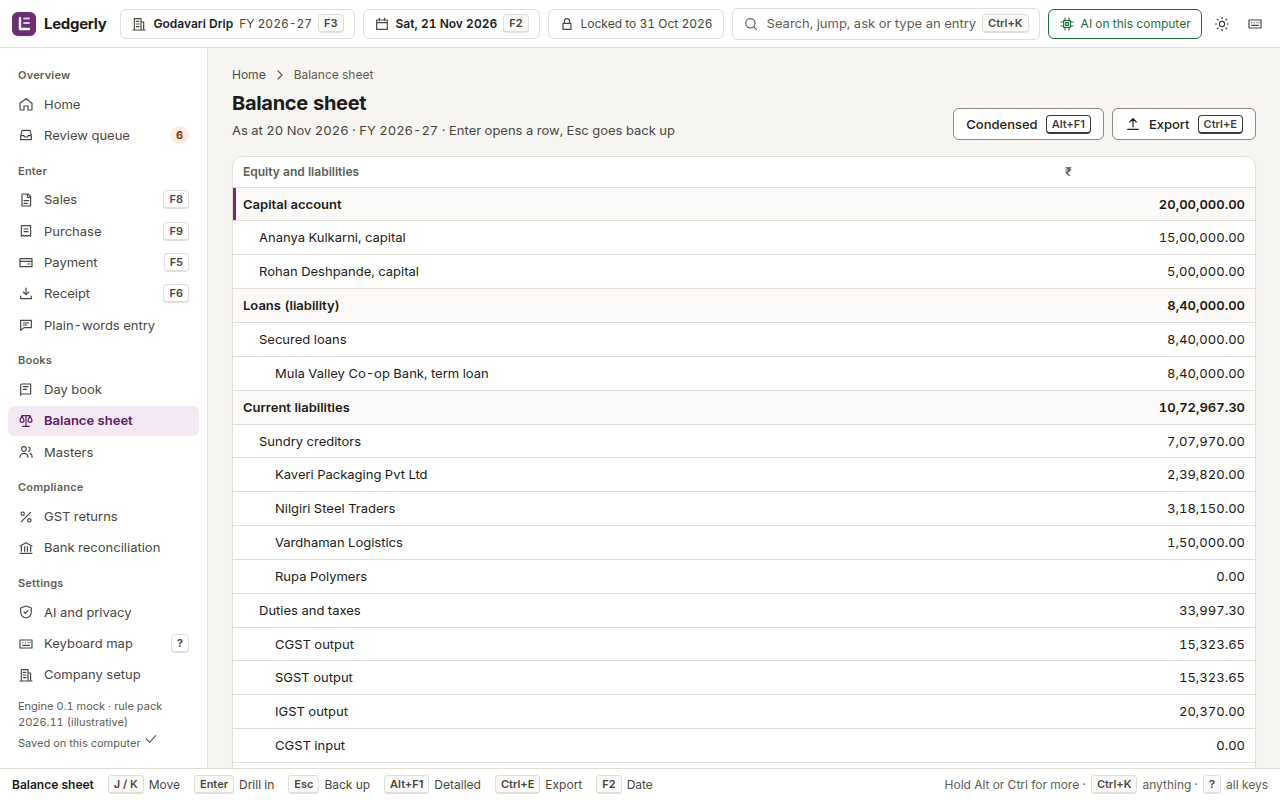 Ledgerly
Godavari Drip FY 2026-27 F3
Sat, 21 Nov 2026 F2
Locked to 31 Oct 2026
Search, jump, ask or type an entry Ctrl+K
AI on this computer
Overview
Home
Review queue 6
Enter
Sales F8
Purchase F9
Payment F5
Receipt F6
Plain-words entry
Books
Day book
Balance sheet
Masters
Compliance
GST returns
Bank reconciliation
Settings
AI and privacy
Keyboard map ?
Company setup
Engine 0.1 mock · rule pack
2026.11 (illustrative)
Saved on this computer
Home > Balance sheet
Balance sheet
As at 20 Nov 2026 · FY 2026-27 · Enter opens a row, Esc goes back up
Condensed Alt+F1
Export Ctrl+E
Equity and liabilities ₹
Capital account 20,00,000.00
Ananya Kulkarni, capital 15,00,000.00
Rohan Deshpande, capital 5,00,000.00
Loans (liability) 8,40,000.00
Secured loans 8,40,000.00
Mula Valley Co-op Bank, term loan 8,40,000.00
Current liabilities 10,72,967.30
Sundry creditors 7,07,970.00
Kaveri Packaging Pvt Ltd 2,39,820.00
Nilgiri Steel Traders 3,18,150.00
Vardhaman Logistics 1,50,000.00
Rupa Polymers 0.00
Duties and taxes 33,997.30
CGST output 15,323.65
SGST output 15,323.65
IGST output 20,370.00
CGST input 0.00
Balance sheet J / K Move Enter Drill in Esc Back up Alt+F1 Detailed Ctrl+E Export F2 Date
Hold Alt or Ctrl for more · Ctrl+K anything · ? all keys